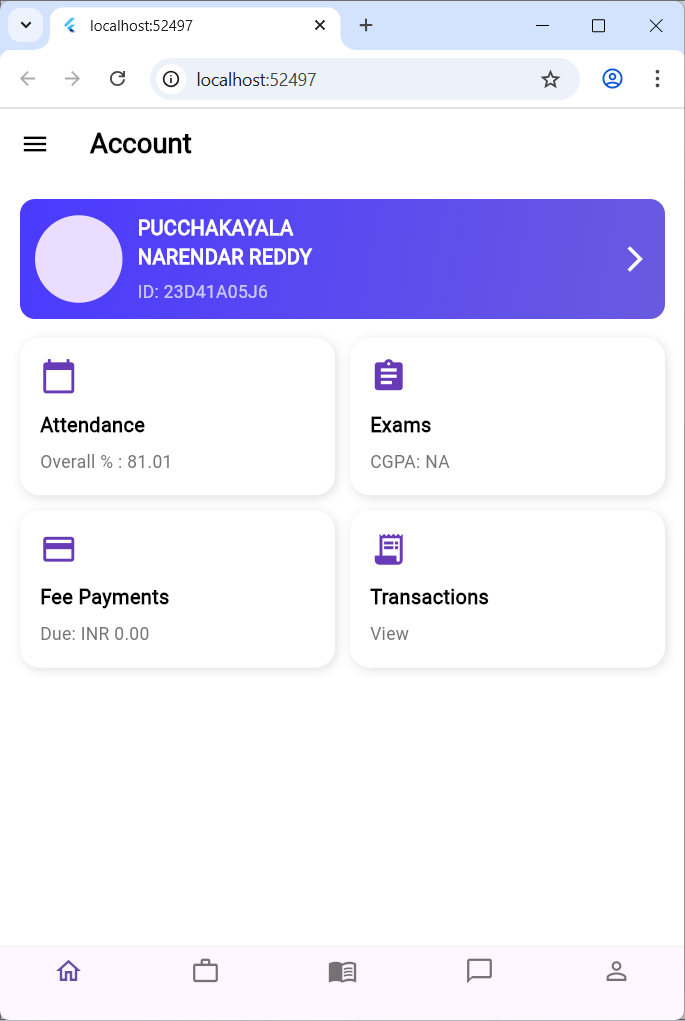 localhost:52497
localhost:52497
Account
PUCCHAKAYALA
NARENDAR REDDY
ID: 23D41A05J6
Attendance
Overall % : 81.01
Exams
CGPA: NA
Fee Payments
Due: INR 0.00
Transactions
View